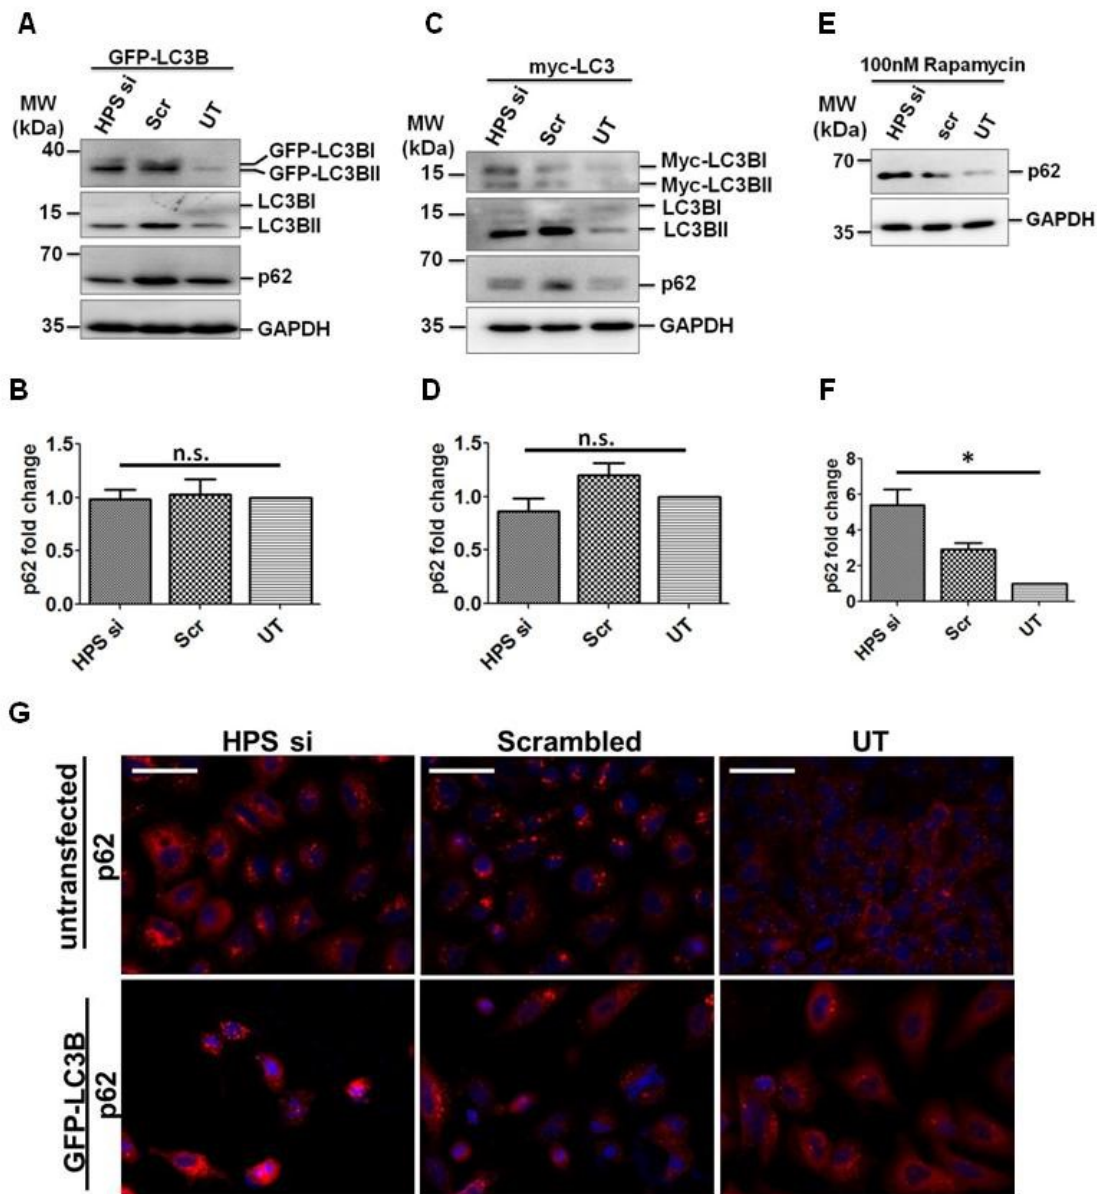 A
GFP-LC3B
HPS si
Scr
UT
MW
(kDa)
40
GFP-LC3BI
GFP-LC3BII
15
LC3BI
LC3BII
70
p62
35
GAPDH
C
myc-LC3
HPS si
Scr
UT
MW
(kDa)
15
Myc-LC3BI
Myc-LC3BII
15
LC3BI
LC3BII
70
p62
35
GAPDH
E
100nM Rapamycin
HPS si
scr
UT
MW
(kDa)
70
p62
35
GAPDH
B
p62 fold change
1.5
1.0
0.5
0.0
n.s.
HPS si
Scr
UT
D
p62 fold change
1.5
1.0
0.5
0.0
n.s.
HPS si
Scr
UT
F
p62 fold change
8
6
4
2
0
*
HPS si
Scr
UT
G
HPS si
Scrambled
UT
untransfected
p62
GFP-LC3B
p62